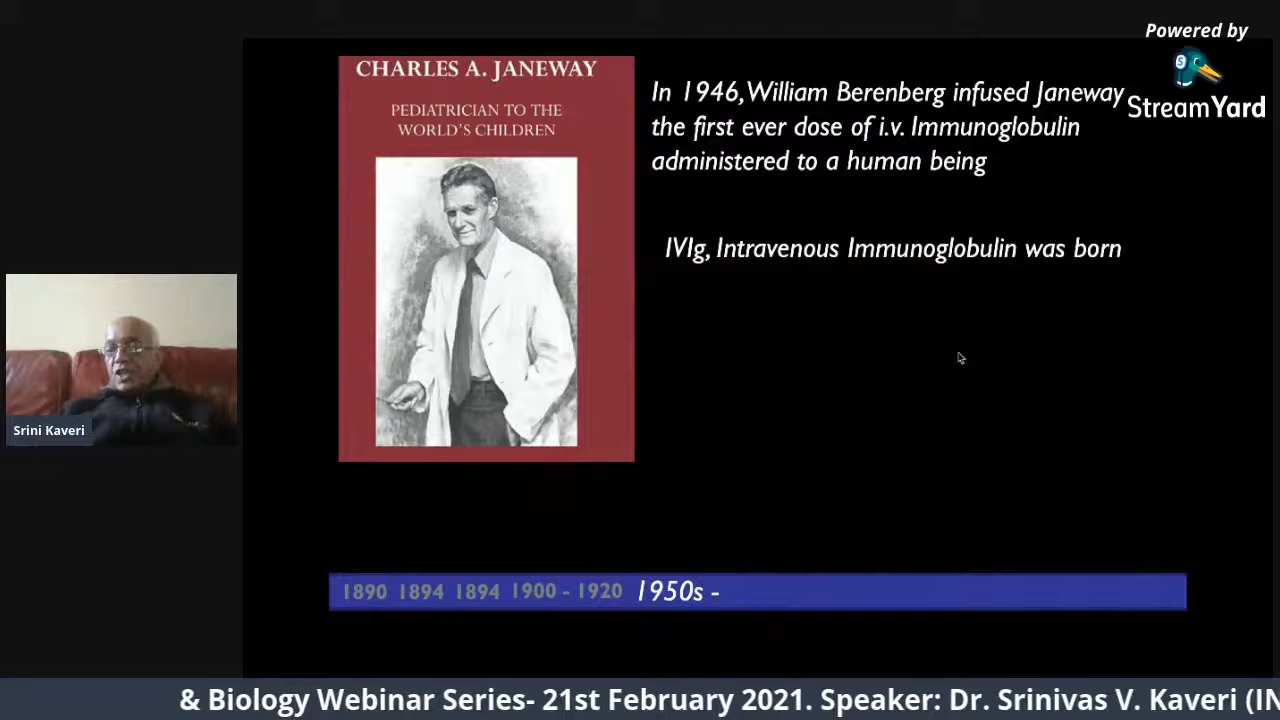 Powered by
StreamYard
CHARLES A. JANEWAY
PEDIATRICIAN TO THE
WORLD'S CHILDREN
In 1946, William Berenberg infused Janeway
the first ever dose of i.v. Immunoglobulin
administered to a human being
IVIg, Intravenous Immunoglobulin was born
Srini Kaveri
1890 1894 1894 1900 - 1920 1950s -
& Biology Webinar Series- 21st February 2021. Speaker: Dr. Srinivas V. Kaveri (IN